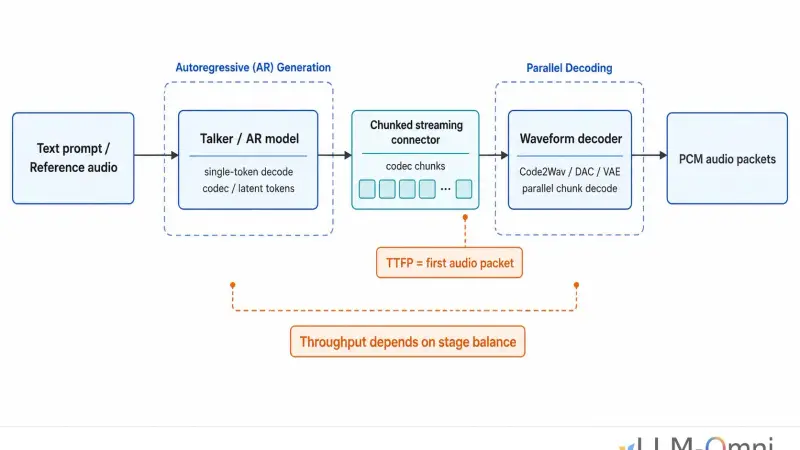 Autoregressive (AR) Generation
Parallel Decoding
Text prompt /
Reference audio
Talker / AR model
single-token decode
codec / latent tokens
Chunked streaming
connector
codec chunks
...
Waveform decoder
Code2Wav / DAC / VAE
parallel chunk decode
PCM audio packets
TTFP = first audio packet
Throughput depends on stage balance
LLM-Omni